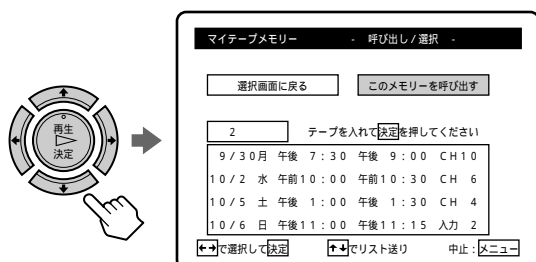 マイテープメモリー - 呼び出し/選択 -
選択画面に戻る このメモリーを呼び出す
再生
決定
2 テープを入れて決定を押してください
9/30月 午後 7:30 午後 9:00 CH10
10/2 水 午前10:00 午前10:30 CH 6
10/5 土 午後 1:00 午後 1:30 CH 4
10/6 日 午後11:00 午後11:15 入力 2
←→で選択して決定 ↑↓でリスト送り 中止:メニュー